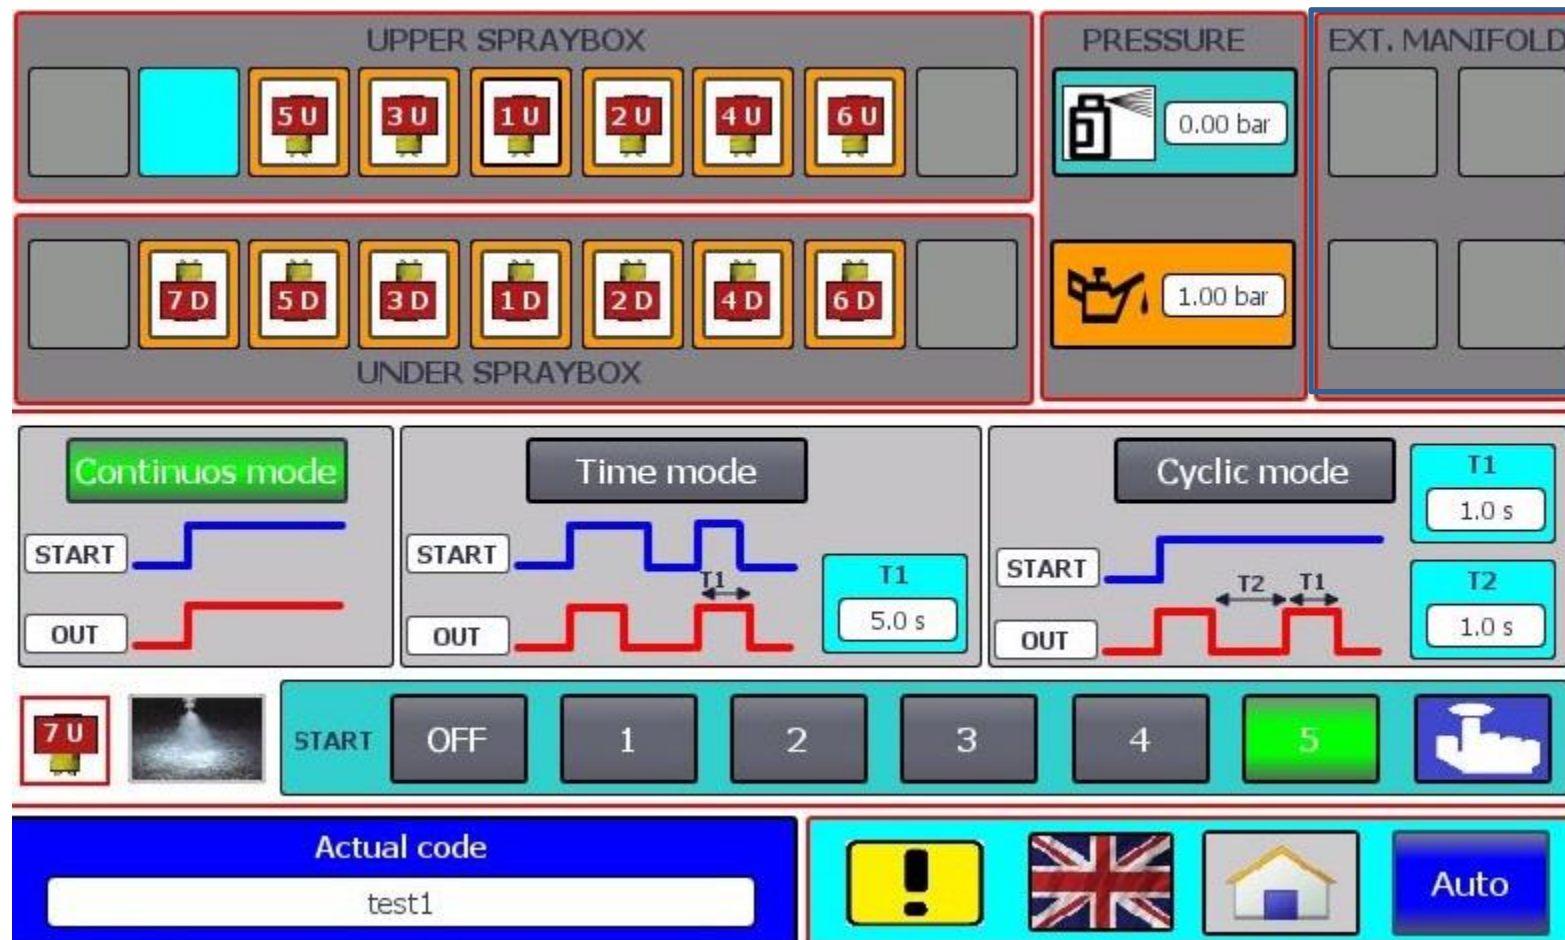 UPPER SPRAYBOX
5 U 3 U 1 U 2 U 4 U 6 U
7 D 5 D 3 D 1 D 2 D 4 D 6 D
UNDER SPRAYBOX
PRESSURE
0.00 bar
1.00 bar
EXT. MANIFOLD
Continuos mode
START
OUT
Time mode
START
T1
OUT
T1
5.0 s
Cyclic mode
START
T2 T1
OUT
T1
1.0 s
T2
1.0 s
7 U
START OFF 1 2 3 4 5
Actual code
test1
!
Auto